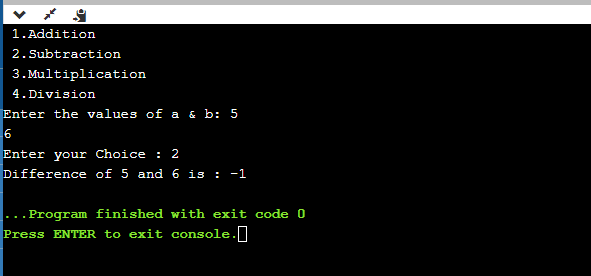 1.Addition
2.Subtraction
3.Multiplication
4.Division
Enter the values of a & b: 5
6
Enter your Choice : 2
Difference of 5 and 6 is : -1
...Program finished with exit code 0
Press ENTER to exit console.